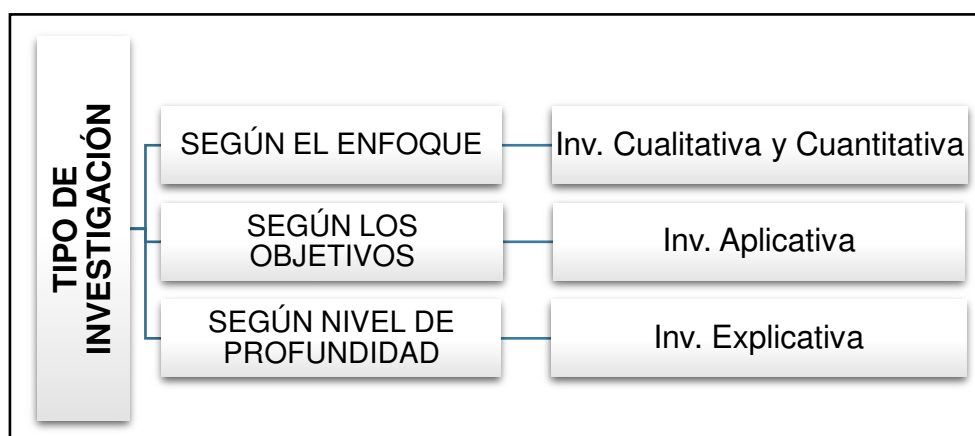 TIPO DE
INVESTIGACIÓN
SEGÚN EL ENFOQUE
Inv. Cualitativa y Cuantitativa
SEGÚN LOS
OBJETIVOS
Inv. Aplicativa
SEGÚN NIVEL DE
PROFUNDIDAD
Inv. Explicativa